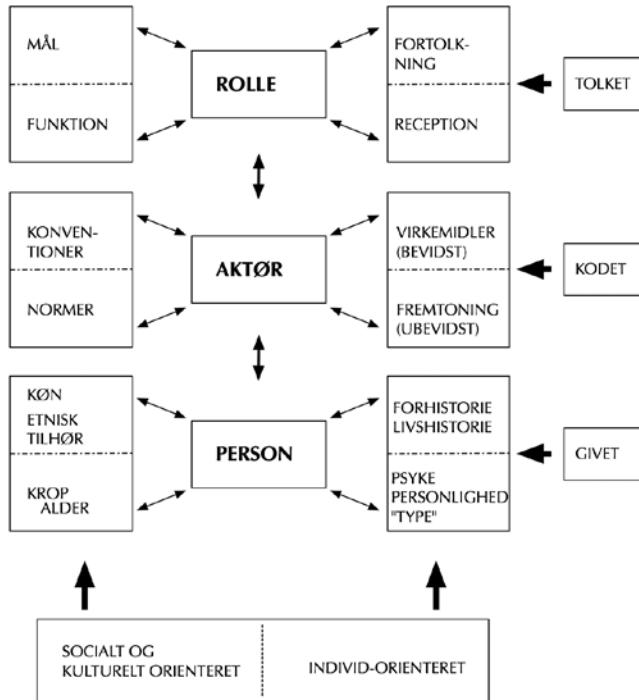 MÅL
FUNKTION
ROLLE
FORTOLK-
NING
RECEPTION
TOLKET
KONVEN-
TIONER
NORMER
AKTØR
VIRKEMIDLER
(BEVIDST)
FREMTONING
(UBEVIDST)
KODET
KØN
ETNISK
TILHØR
KROP
ALDER
PERSON
FORHISTORIE
LIVSHISTORIE
PSYKE
PERSONLIGHED
"TYPE"
GIVET
SOCIALT OG
KULTURELT ORIENTERET
INDIVID-ORIENTERET